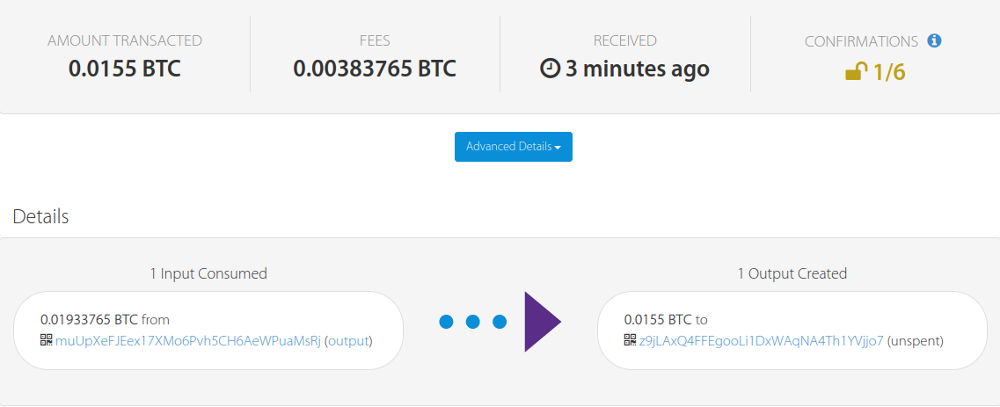 AMOUNT TRANSACTED
0.0155 BTC
FEES
0.00383765 BTC
RECEIVED
3 minutes ago
CONFIRMATIONS
1/6
Advanced Details
Details
1 Input Consumed
0.01933765 BTC from
muUpXeFJEex17XMo6Pvh5CH6AeWPuaMsRj (output)
1 Output Created
0.0155 BTC to
z9jLAxQ4FFEgooLi1DxWAqNA4Th1YVjjo7 (unspent)